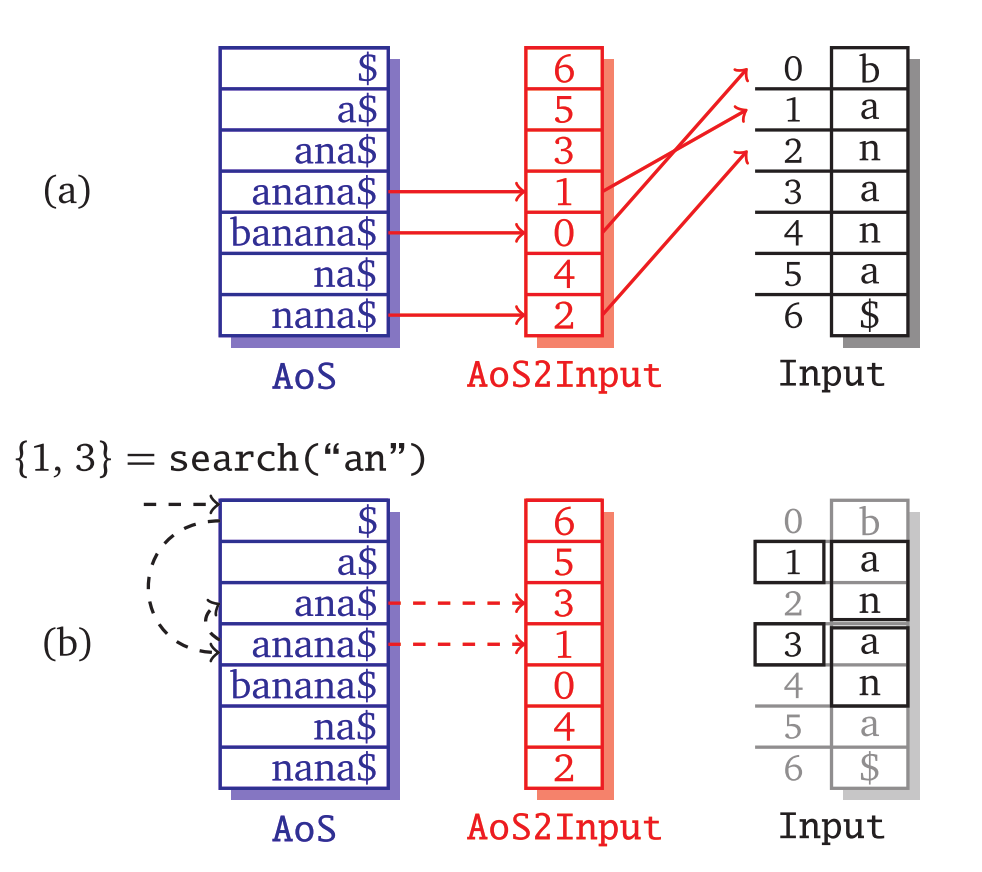 $ 6 0 b
a$ 5 1 a
ana$ 3 2 n
(a) anana$ 1 3 a
banana$ 0 4 n
na$ 4 5 a
nana$ 2 6 $
AoS AoS2Input Input
{1, 3} = search(“an”)
$ 6 0 b
a$ 5 1 a
ana$ 3 2 n
(b) anana$ 1 3 a
banana$ 0 4 n
na$ 4 5 a
nana$ 2 6 $
AoS AoS2Input Input